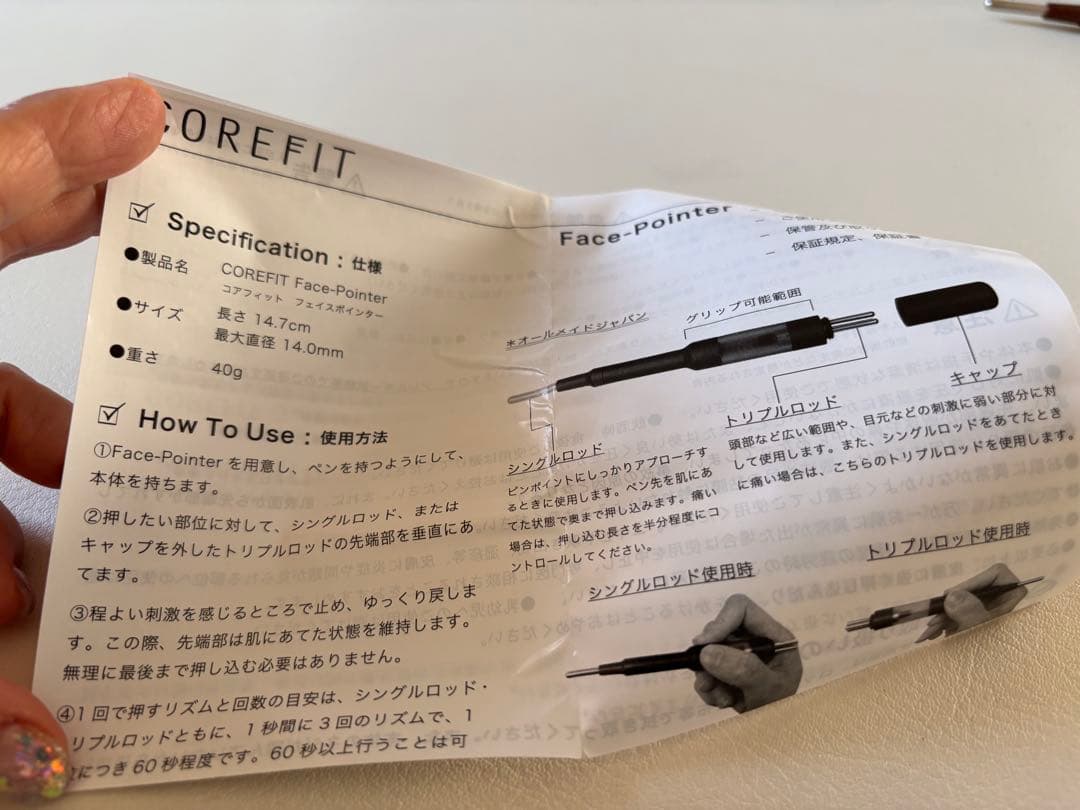 COREFIT
Specification：仕様
●製品名 COREFIT Face-Pointer
コアフィット フェイスポインター
●サイズ 長さ 14.7cm
最大直径 14.0mm
●重さ 40g
How To Use：使用方法
①Face-Pointerを用意し、ペンを持つようにして、
本体を持ちます。
②押したい部位に対して、シングルロッド、または
キャップを外したトリプルロッドの先端部を垂直にあ
てます。
③程よい刺激を感じるところで止め、ゆっくり戻しま
す。この際、先端部は肌にあてた状態を維持します。
無理に最後まで押し込む必要はありません。
④1回で押すリズムと回数の目安は、シングルロッド・
リプルロッドともに、1秒間に3回のリズムで、1
につき60秒程度です。60秒以上行うことは可
Face-Pointer
保管及び
保証規定、保証書
＊オールメイドジャパン
グリップ可能範囲
キャップ
トリプルロッド
頭部など広い範囲や、目元などの刺激に弱い部分に対
して使用します。また、シングルロッドをあてたとき
に痛い場合は、こちらのトリプルロッドを使用します。
シングルロッド
ピンポイントにしっかりアプローチす
るときに使用します。ペン先を肌にあ
てた状態で奥まで押し込みます。痛い
場合は、押し込む長さを半分程度にコ
ントロールしてください。
シングルロッド使用時
トリプルロッド使用時